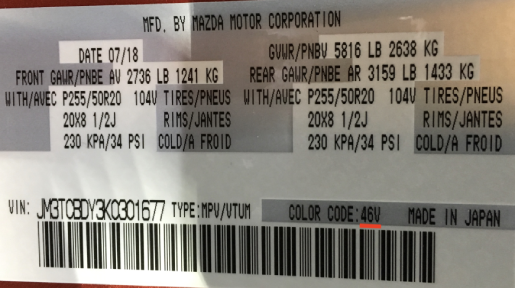 MFD. BY MAZDA MOTOR CORPORATION
DATE 07/18 GVWR/PNBV 5816 LB 2638 KG
FRONT GAWR/PNBE AV 2736 LB 1241 KG REAR GAWR/PNBE AR 3159 LB 1433 KG
WITH/AVEC P255/50R20 104V TIRES/PNEUS WITH/AVEC P255/50R20 104V TIRES/PNEUS
20X8 1/2J RIMS/JANTES 20X8 1/2J RIMS/JANTES
230 KPA/34 PSI COLD/A FROID 230 KPA/34 PSI COLD/A FROID
VIN: JM3TCBDY3K0301677 TYPE:MPV/VTUM COLOR CODE:46V MADE IN JAPAN